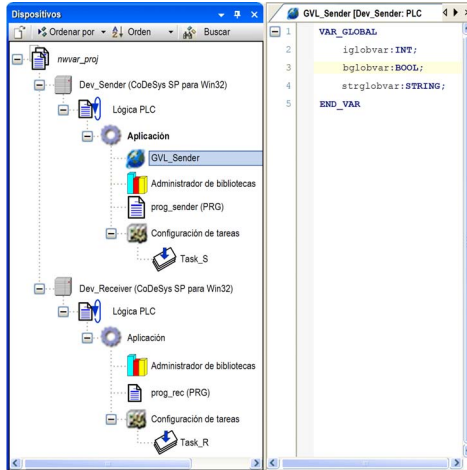 Dispositivos
Ordenar por
Orden
Buscar
nwvar_proj
Dev_Sender (CoDeSys SP para Win32)
Lógica PLC
Aplicación
GVL_Sender
Administrador de bibliotecas
prog_sender (PRG)
Configuración de tareas
Task_S
Dev_Receiver (CoDeSys SP para Win32)
Lógica PLC
Aplicación
Administrador de bibliotecas
prog_rec (PRG)
Configuración de tareas
Task_R
GVL_Sender [Dev_Sender: PLC
1 VAR_GLOBAL
2 iglobvar:INT;
3 bglobvar:BOOL;
4 strglobvar:STRING;
5 END_VAR